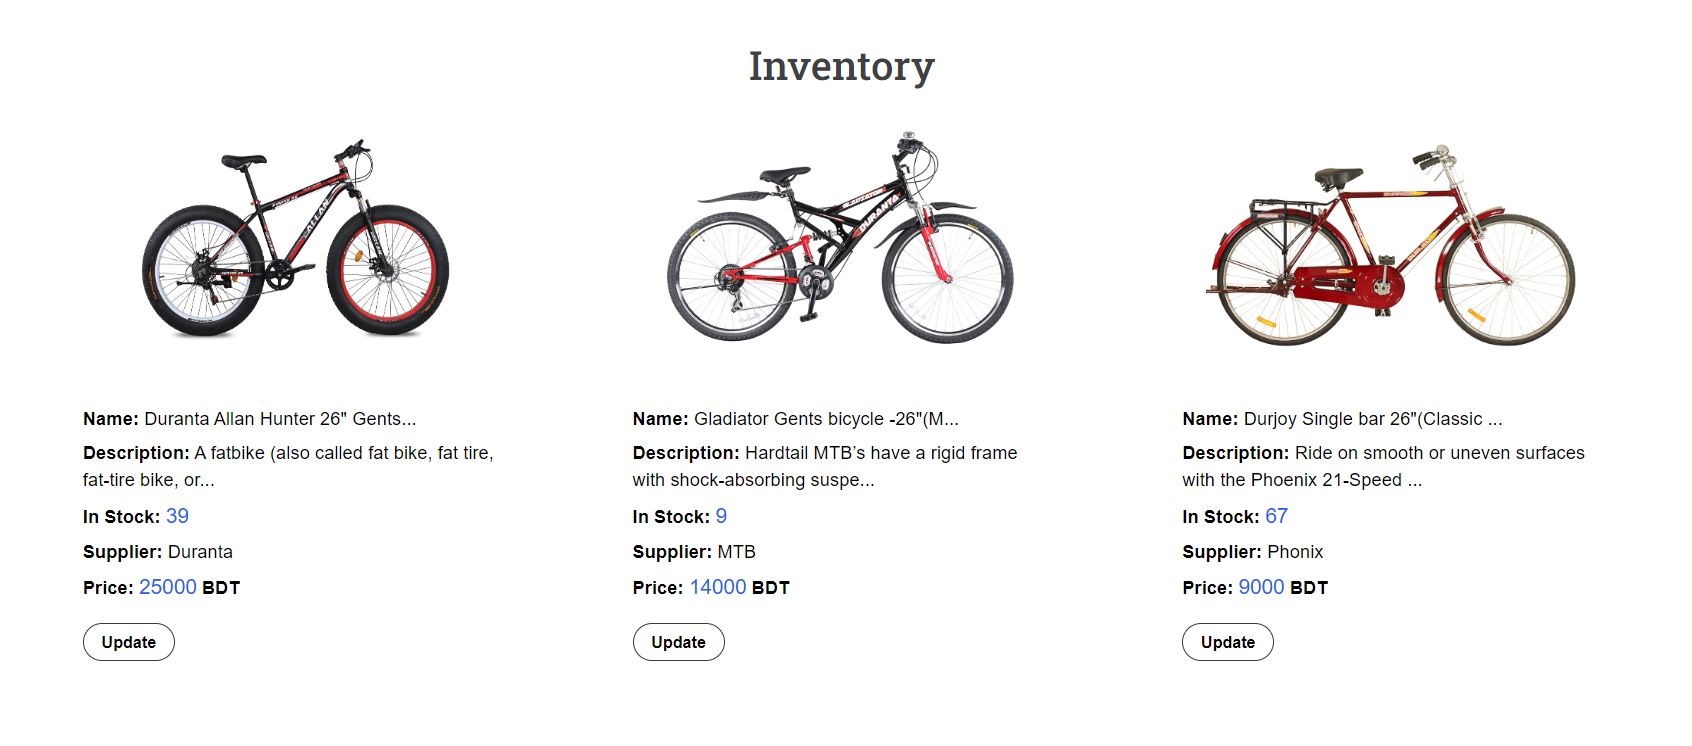 Inventory
ALLAN
GLADIATOR
DURANTA
Name: Duranta Allan Hunter 26" Gents...
Description: A fatbike (also called fat bike, fat tire,
fat-tire bike, or...
In Stock: 39
Supplier: Duranta
Price: 25000 BDT
Update
Name: Gladiator Gents bicycle -26"(M...
Description: Hardtail MTB’s have a rigid frame
with shock-absorbing suspe...
In Stock: 9
Supplier: MTB
Price: 14000 BDT
Update
Name: Durjoy Single bar 26"(Classic ...
Description: Ride on smooth or uneven surfaces
with the Phoenix 21-Speed ...
In Stock: 67
Supplier: Phonix
Price: 9000 BDT
Update